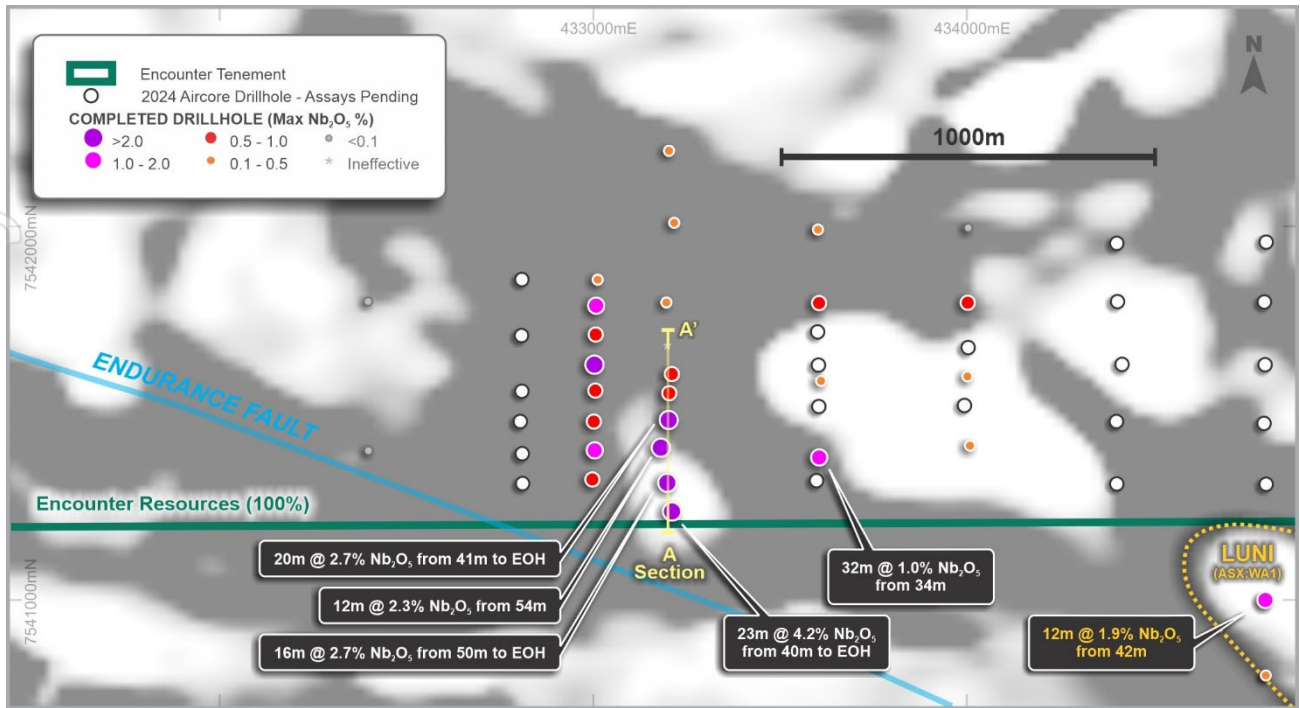 433000mE
434000mE
N
Encounter Tenement
2024 Aircore Drillhole - Assays Pending
COMPLETED DRILLHOLE (Max Nb₂O₅ %)
>2.0
0.5 - 1.0
<0.1
1.0 - 2.0
0.1 - 0.5
* Ineffective
1000m
7542000mN
A'
ENDURANCE FAULT
Encounter Resources (100%)
A
Section
20m @ 2.7% Nb₂O₅ from 41m to EOH
12m @ 2.3% Nb₂O₅ from 54m
16m @ 2.7% Nb₂O₅ from 50m to EOH
23m @ 4.2% Nb₂O₅
from 40m to EOH
32m @ 1.0% Nb₂O₅
from 34m
LUNI
(ASX:WA1)
12m @ 1.9% Nb₂O₅
from 42m
7541000mN